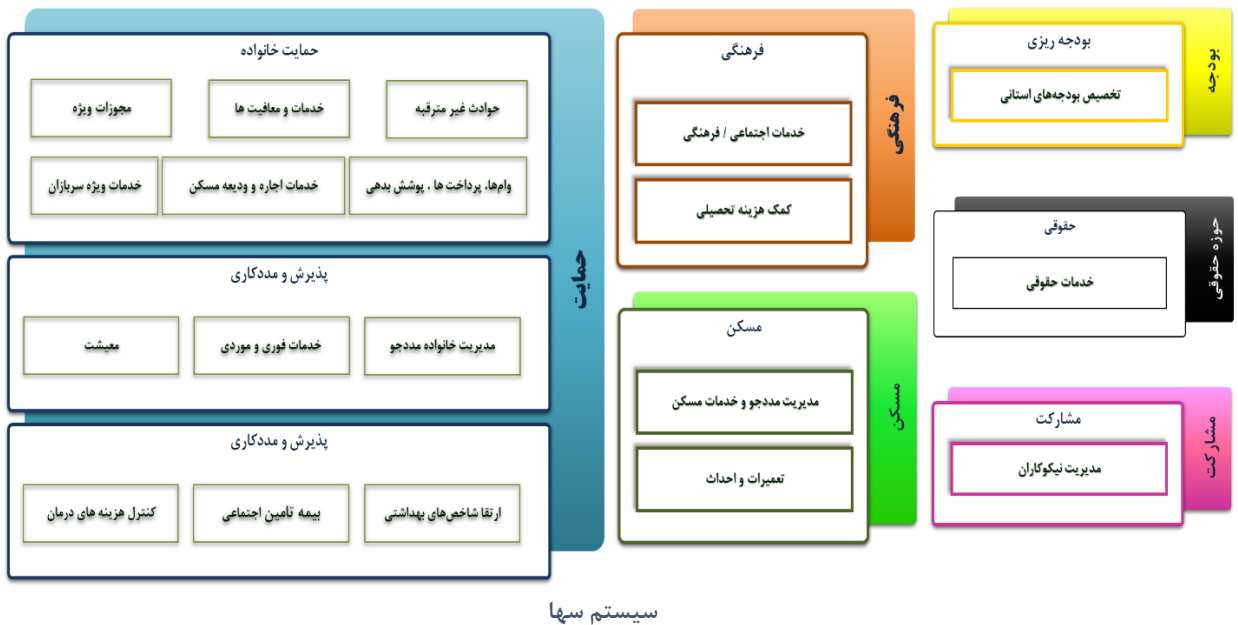 بودجه
بودجه ریزی
تخصیص بودجه‌های استانی
حوزه حقوقی
حقوقی
خدمات حقوقی
مشارکت
مشارکت
مدیریت نیکوکاران
فرهنگی
فرهنگی
خدمات اجتماعی / فرهنگی
کمک هزینه تحصیلی
مسکن
مسکن
مدیریت مددجو و خدمات مسکن
تعمیرات و احداث
حمایت
حمایت خانواده
حوادث غیر مترقبه
خدمات و معافیت ها
مجوزات ویژه
وام‌ها، پرداخت ها ، پوشش بدهی
خدمات اجاره و ودیعه مسکن
خدمات ویژه سربازان
پذیرش و مددکاری
مدیریت خانواده مددجو
خدمات فوری و موردی
معیشت
پذیرش و مددکاری
ارتقا شاخص‌های بهداشتی
بیمه تأمین اجتماعی
کنترل هزینه های درمان
سیستم سها